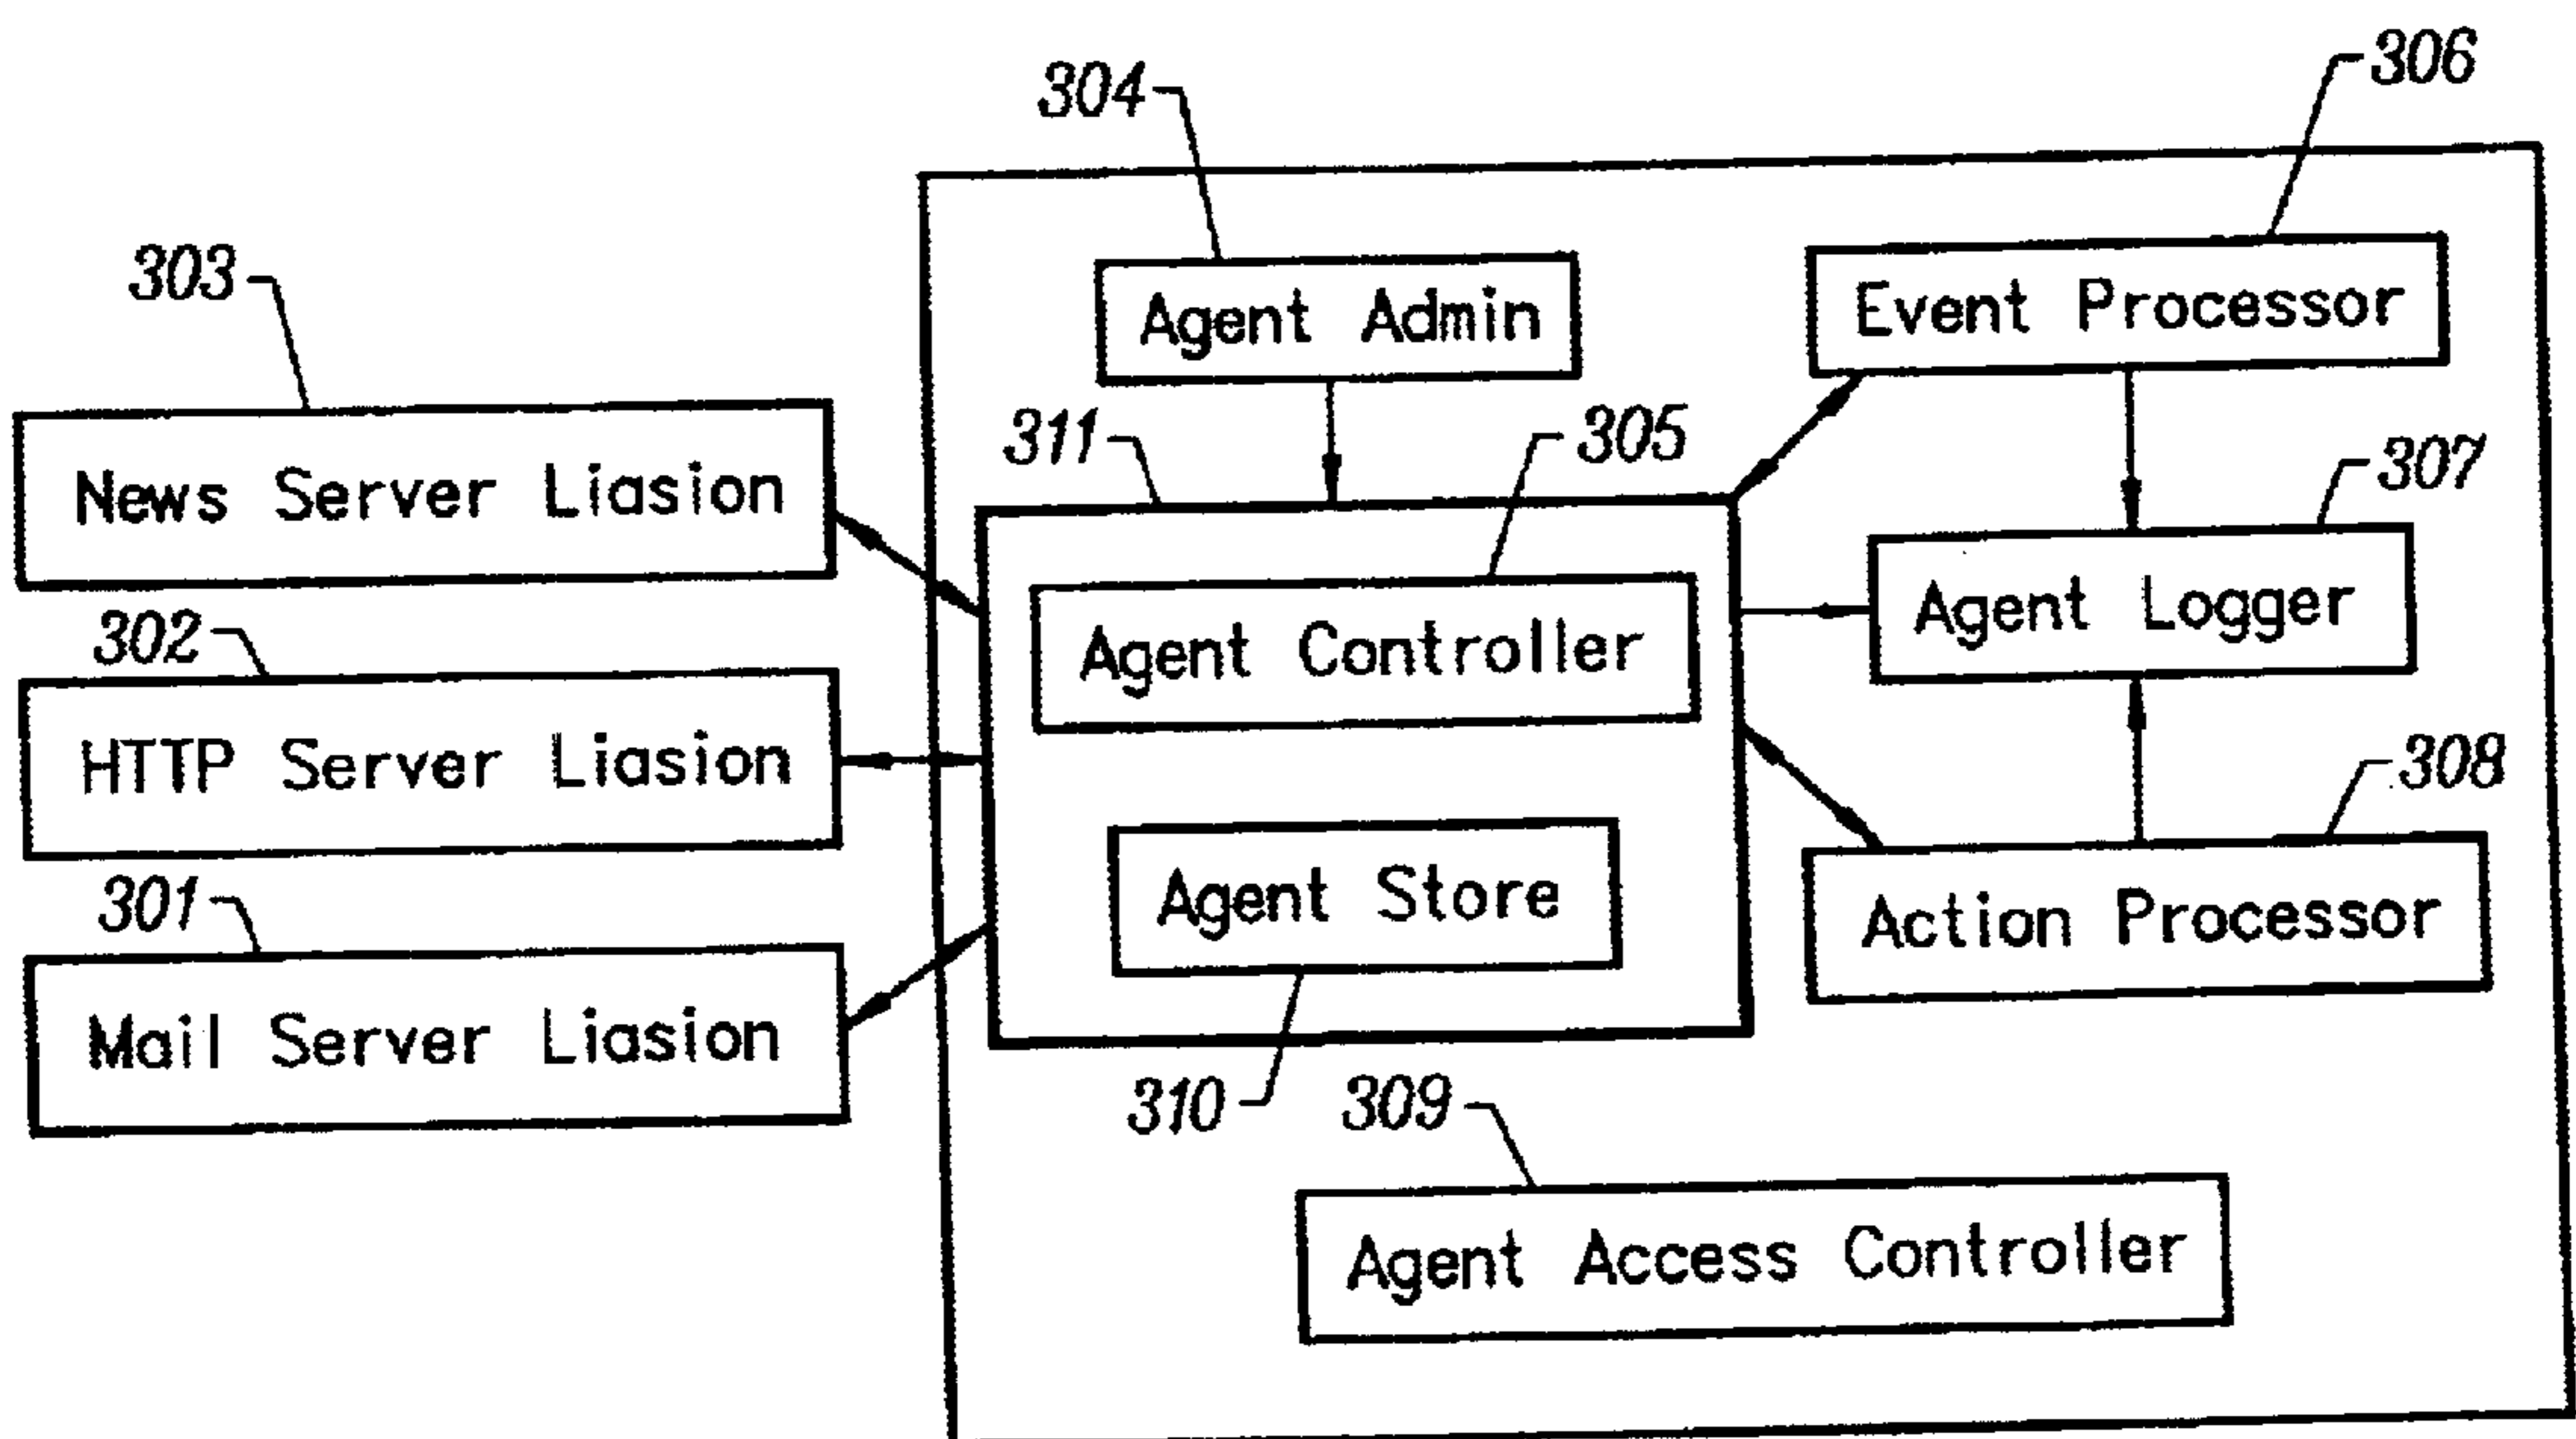 306
304
303
Agent Admin
Event Processor
311
305
307
News Server Liasion
Agent Controller
Agent Logger
302
HTTP Server Liasion
308
301
Agent Store
Action Processor
Mail Server Liasion
310
309
Agent Access Controller